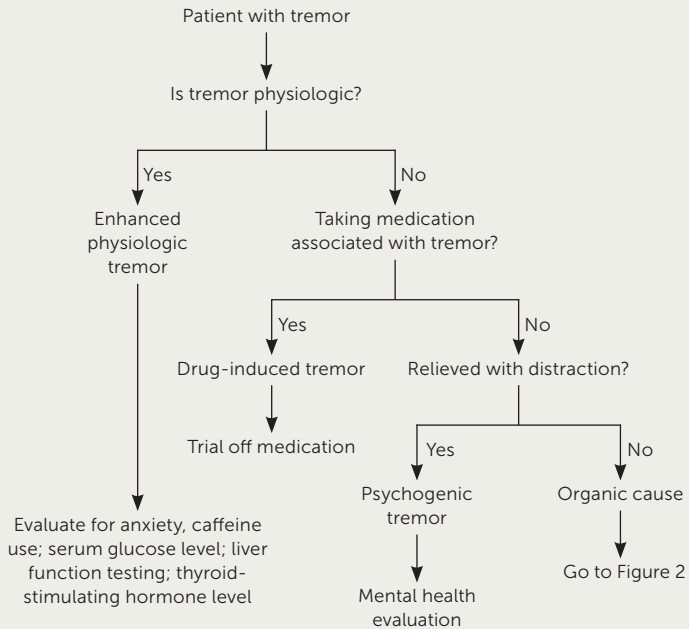 Patient with tremor
Is tremor physiologic?
Yes
No
Enhanced
physiologic
tremor
Taking medication
associated with tremor?
Yes
No
Drug-induced tremor
Relieved with distraction?
Trial off medication
Yes
No
Psychogenic
tremor
Organic cause
Evaluate for anxiety, caffeine
use; serum glucose level; liver
function testing; thyroid-
stimulating hormone level
Go to Figure 2
Mental health
evaluation